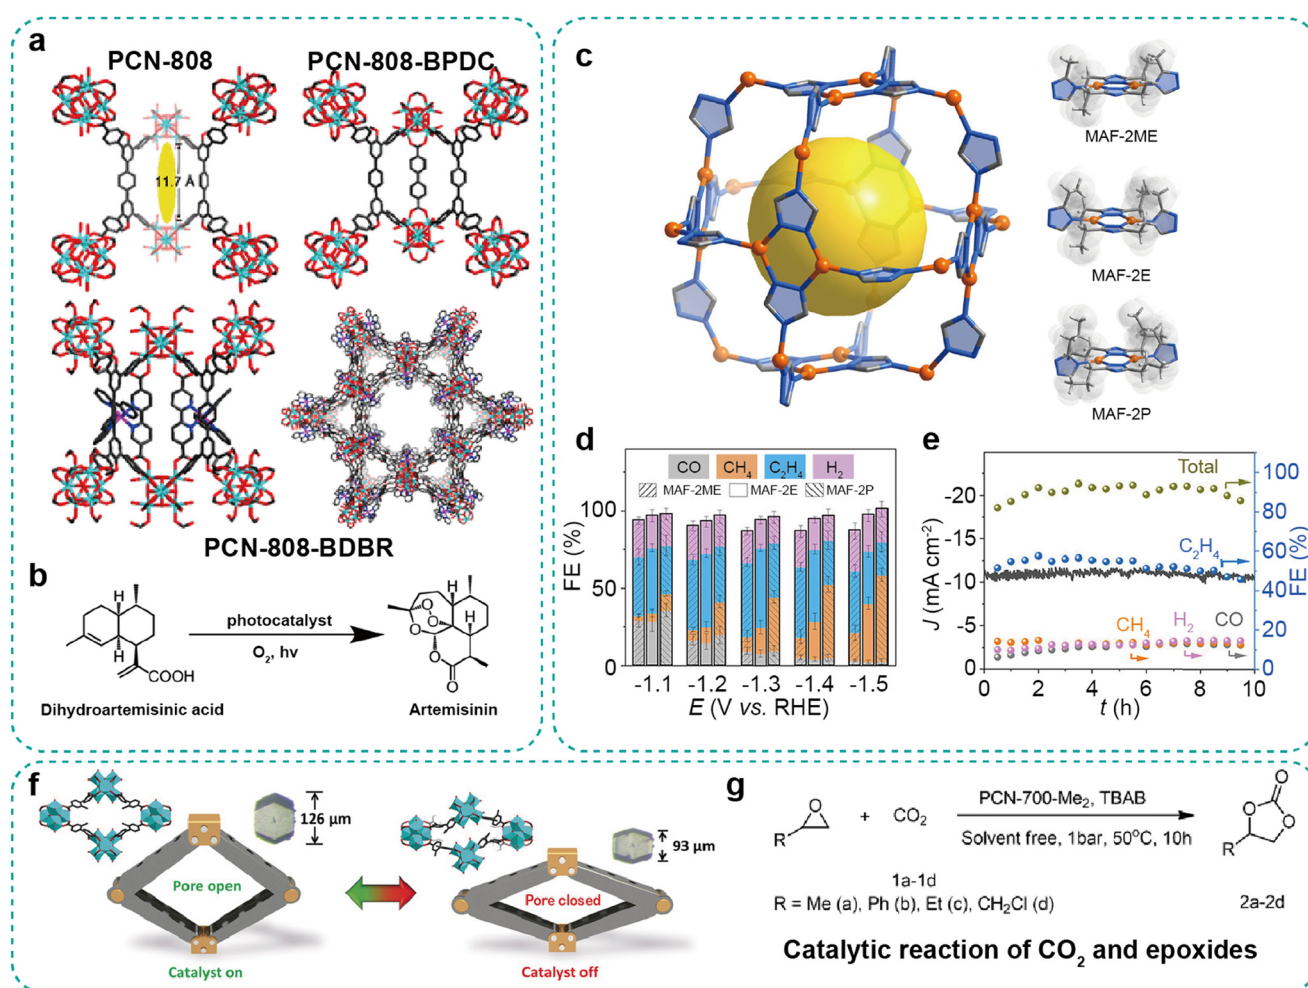 a
PCN-808
PCN-808-BPDC
11.7 Å
PCN-808-BDBR
b
photocatalyst
O₂, hv
H
H
COOH
Dihydroartemisinic acid
H
O
O
O
H
O
O
Artemisinin
c
MAF-2ME
MAF-2E
MAF-2P
d
CO CH₄ C₂H₄ H₂
MAF-2ME MAF-2E MAF-2P
FE (%)
100
50
0
-1.1 -1.2 -1.3 -1.4 -1.5
E (V vs. RHE)
e
Total
C₂H₄
CH₄ H₂ CO
J (mA cm⁻²)
-20
-15
-10
-5
0
FE (%)
100
80
60
40
20
0
0 2 4 6 8 10
t (h)
f
126 µm
Pore open
Catalyst on
93 µm
Pore closed
Catalyst off
g
O
R
+ CO₂
PCN-700-Me₂, TBAB
Solvent free, 1bar, 50°C, 10h
O
O
O
R
1a-1d
R = Me (a), Ph (b), Et (c), CH₂Cl (d)
2a-2d
Catalytic reaction of CO₂ and epoxides